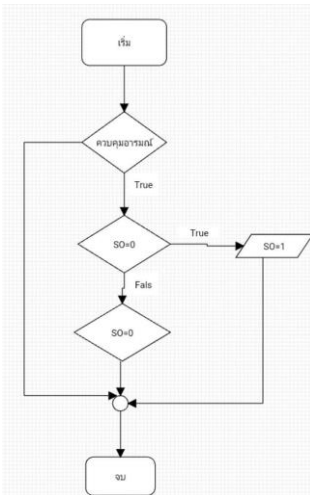 เริ่ม
ควบคุมอารมณ์
True
SO=0
True
SO=1
Fals
SO=0
จบ